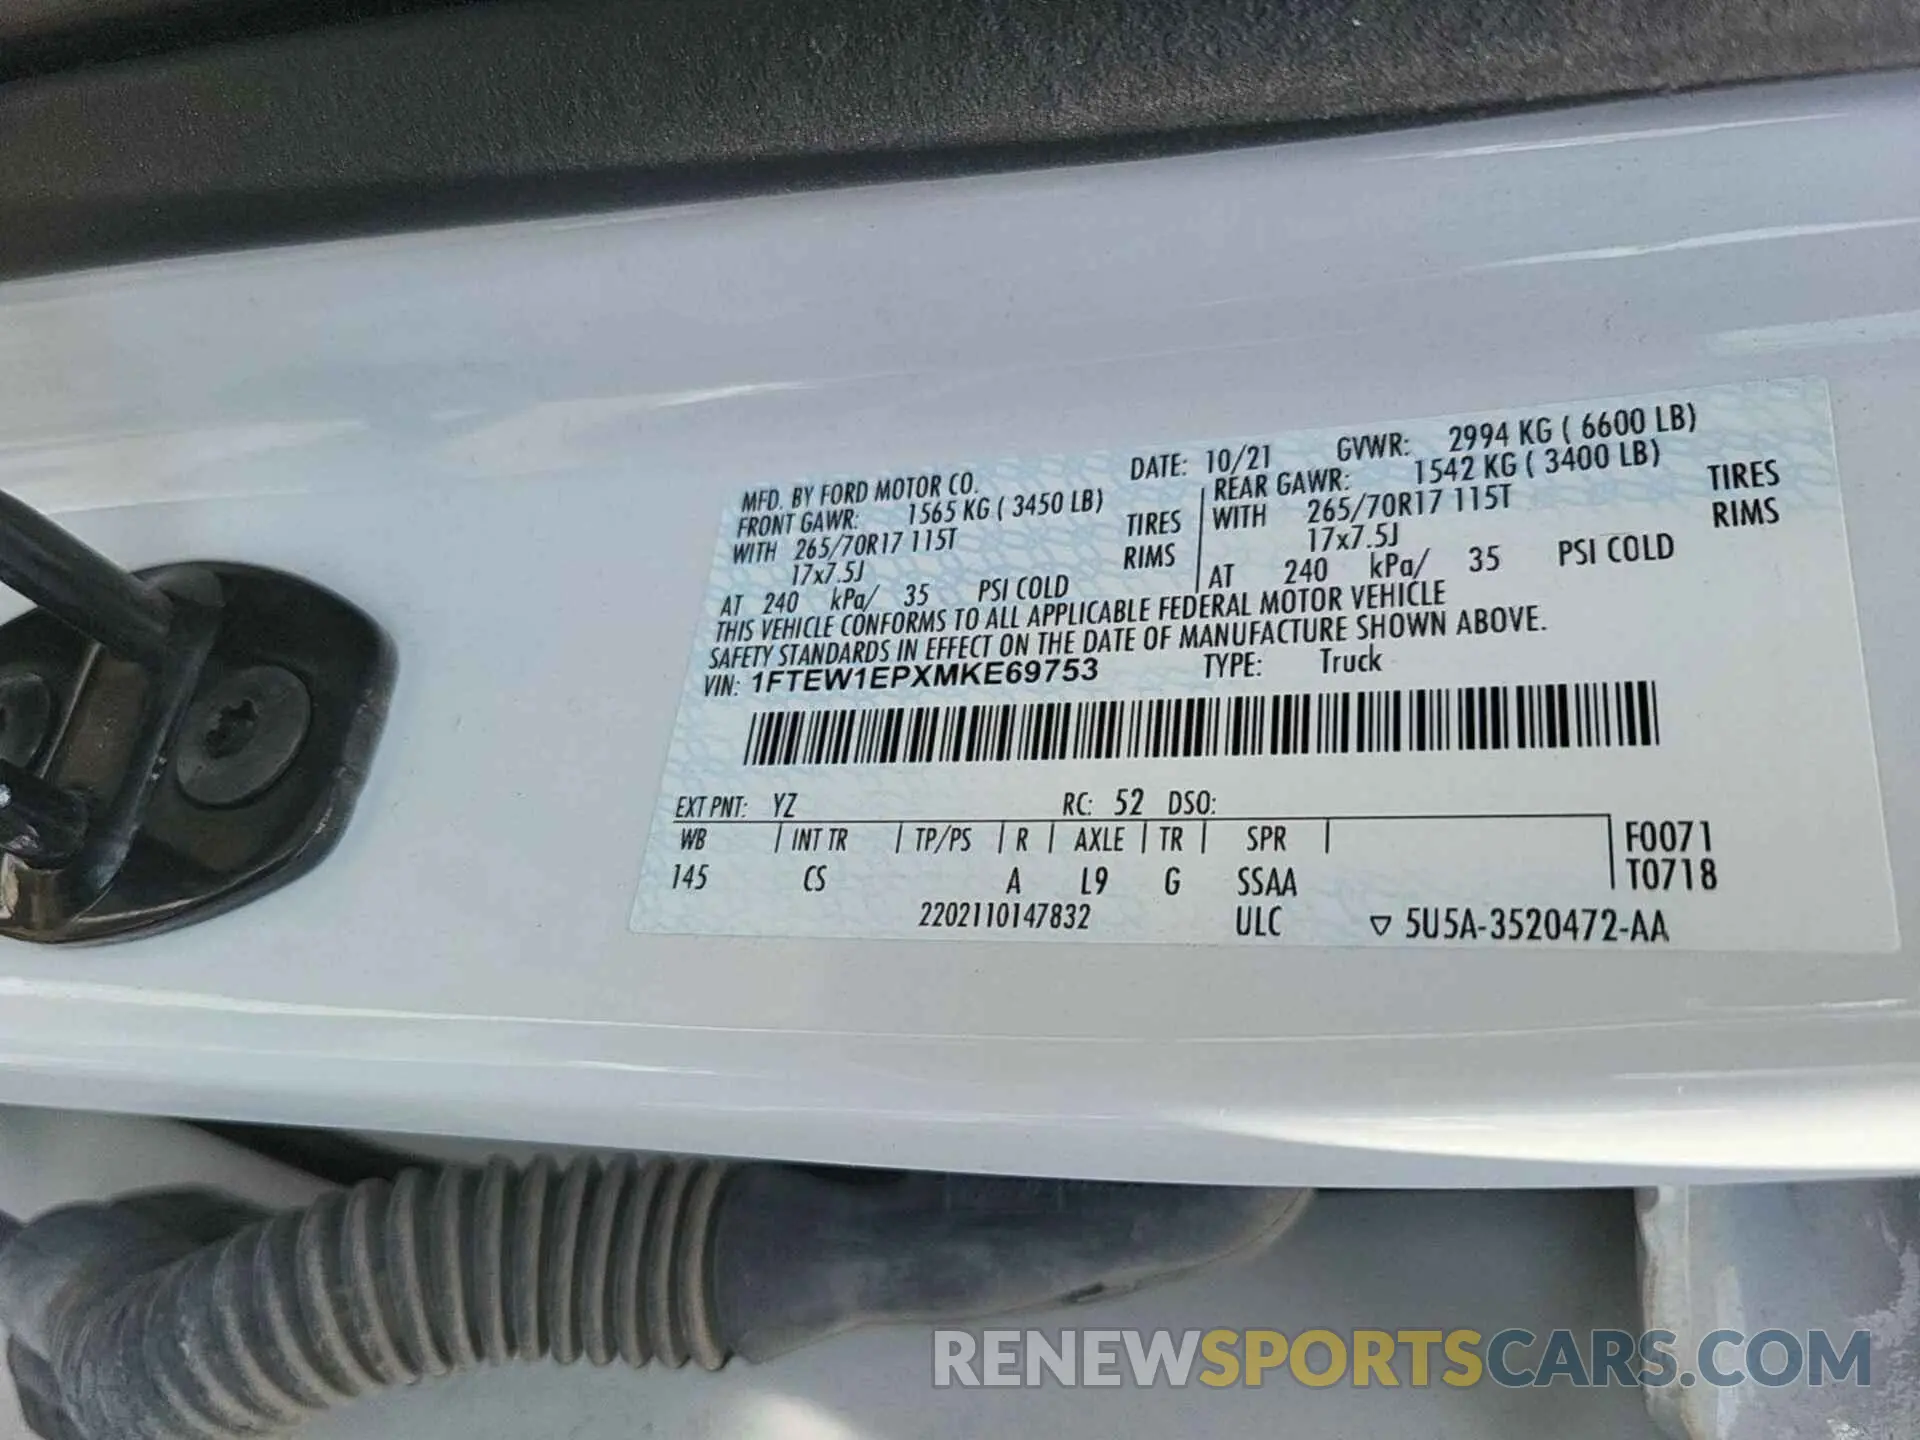 MFD. BY FORD MOTOR CO. DATE: 10/21 GVWR: 2994 KG ( 6600 LB)
FRONT GAWR: 1565 KG ( 3450 LB) REAR GAWR: 1542 KG ( 3400 LB)
WITH 265/70R17 115T TIRES WITH 265/70R17 115T TIRES
17x7.5J RIMS 17x7.5J RIMS
AT 240 kPa/ 35 PSI COLD AT 240 kPa/ 35 PSI COLD
THIS VEHICLE CONFORMS TO ALL APPLICABLE FEDERAL MOTOR VEHICLE
SAFETY STANDARDS IN EFFECT ON THE DATE OF MANUFACTURE SHOWN ABOVE.
VIN: 1FTEW1EPXMKE69753 TYPE: Truck
EXT PNT: YZ RC: 52 DSO:
WB | INT TR | TP/PS | R | AXLE | TR | SPR | F0071
145 CS A L9 G SSAA T0718
2202110147832 ULC ▽ 5U5A-3520472-AA
RENEWSPORTSCARS.COM